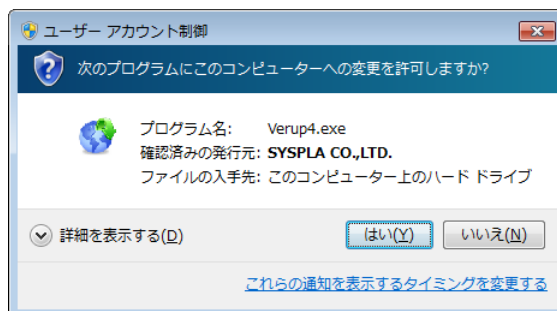 ユーザー アカウント制御
次のプログラムにこのコンピューターへの変更を許可しますか?
プログラム名: Verup4.exe
確認済みの発行元: SYSPLA CO.,LTD.
ファイルの入手先: このコンピューター上のハード ドライブ
詳細を表示する(D) はい(Y) いいえ(N)
これらの通知を表示するタイミングを変更する